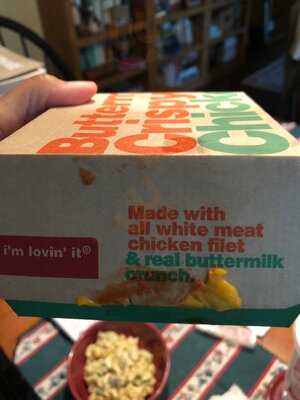 Butterm
Crispy
Chick
i'm lovin' it®
Made with
all white meat
chicken filet
& real buttermilk
crunch.